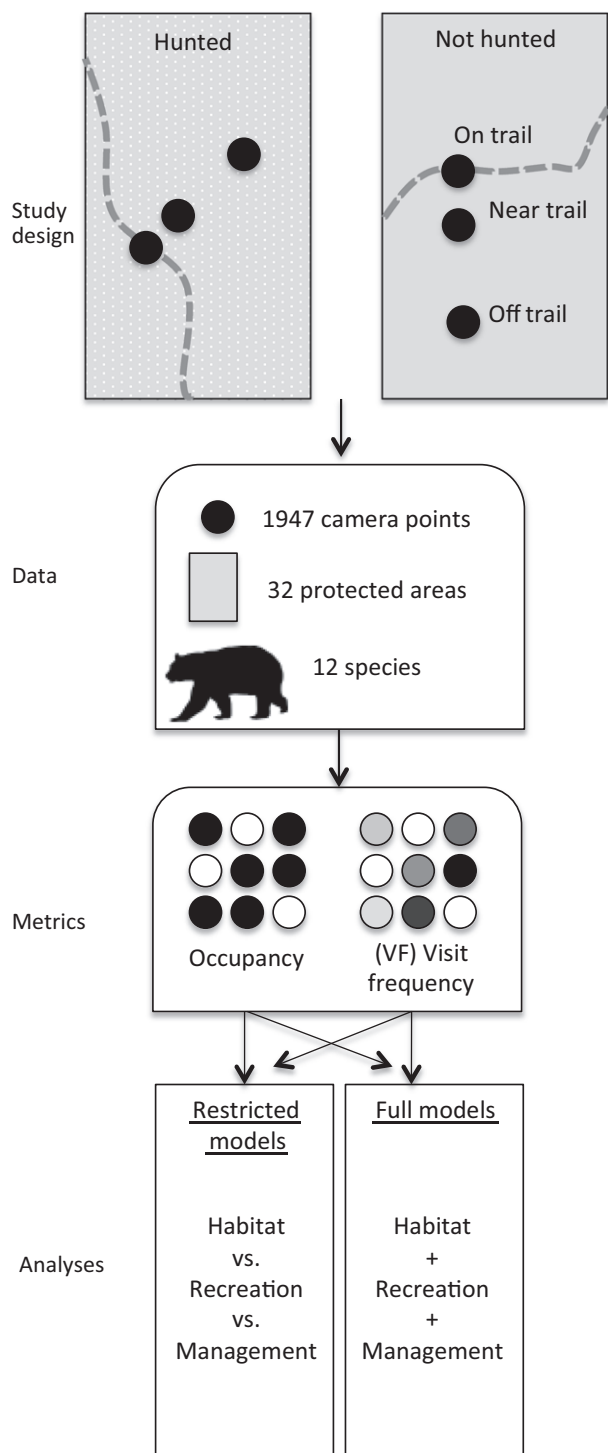 Hunted
Not hunted
On trail
Near trail
Off trail
Study
design
Data
1947 camera points
32 protected areas
12 species
Metrics
Occupancy
(VF) Visit
frequency
Analyses
Restricted
models
Habitat
vs.
Recreation
vs.
Management
Full models
Habitat
+
Recreation
+
Management